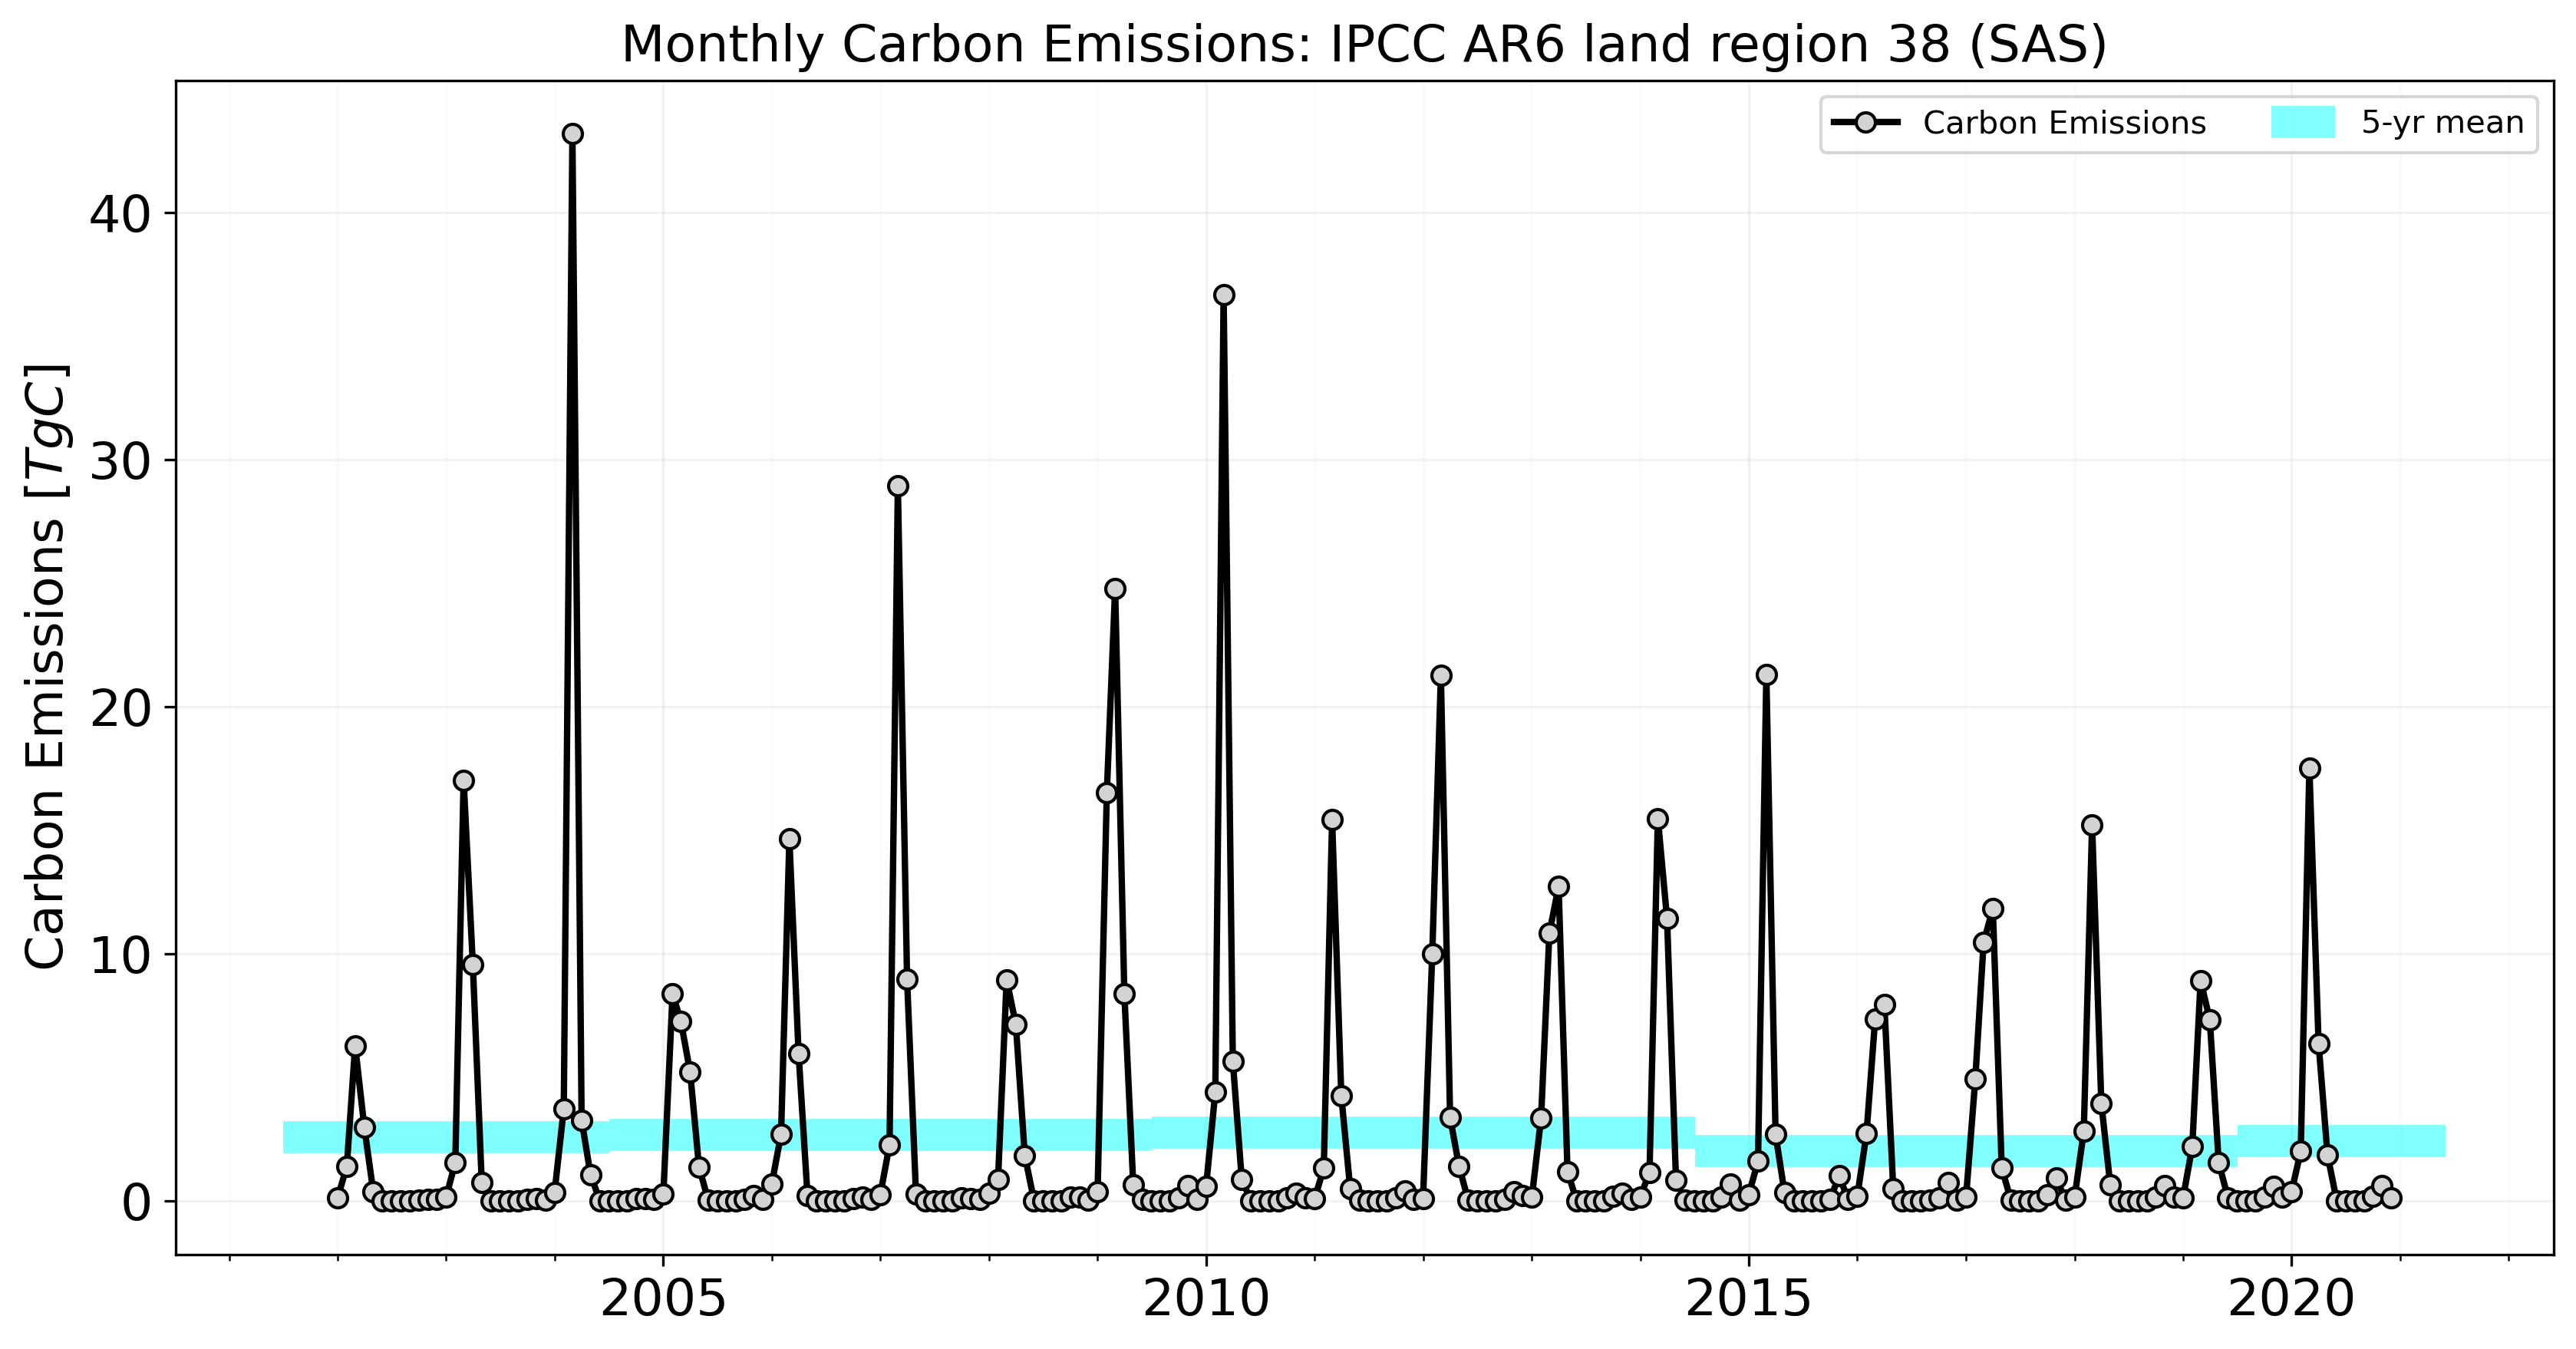 Monthly Carbon Emissions: IPCC AR6 land region 38 (SAS)
Carbon Emissions
5-yr mean
Carbon Emissions [TgC]
40
30
20
10
0
2005
2010
2015
2020